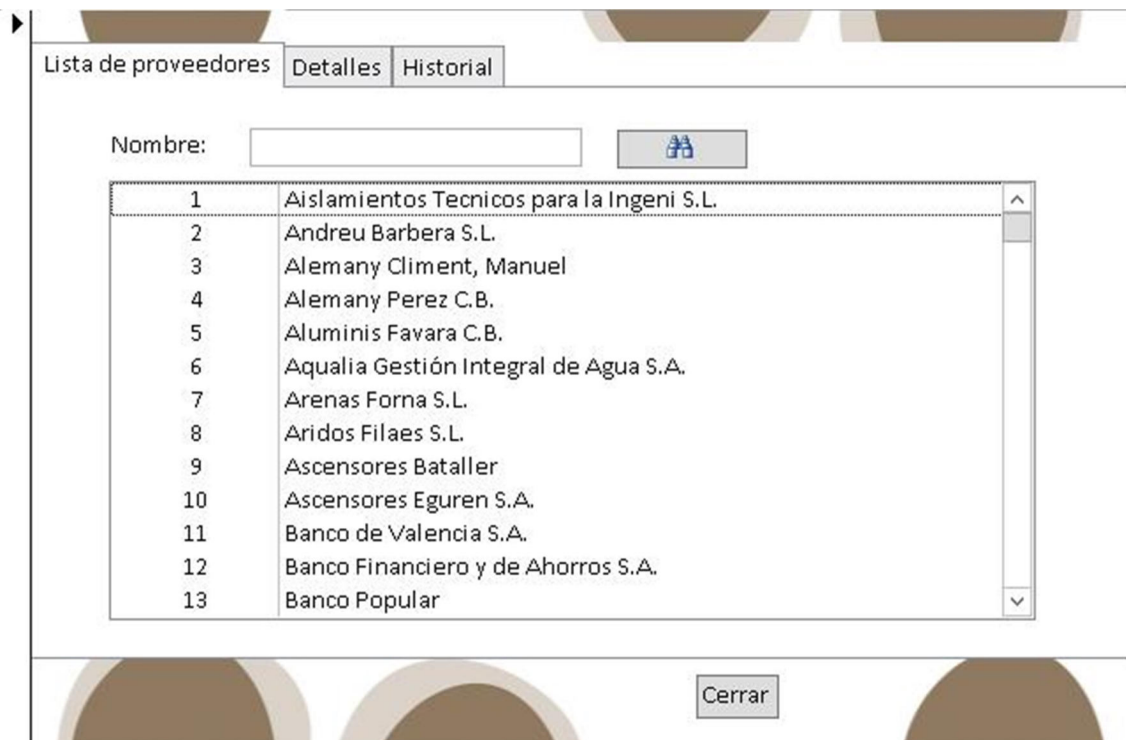 Lista de proveedores Detalles Historial
Nombre:
1 Aislamientos Tecnicos para la Ingeni S.L.
2 Andreu Barbera S.L.
3 Alemany Climent, Manuel
4 Alemany Perez C.B.
5 Aluminis Favara C.B.
6 Aqualia Gestión Integral de Agua S.A.
7 Arenas Forna S.L.
8 Aridos Filaes S.L.
9 Ascensores Bataller
10 Ascensores Eguren S.A.
11 Banco de Valencia S.A.
12 Banco Financiero y de Ahorros S.A.
13 Banco Popular
Cerrar